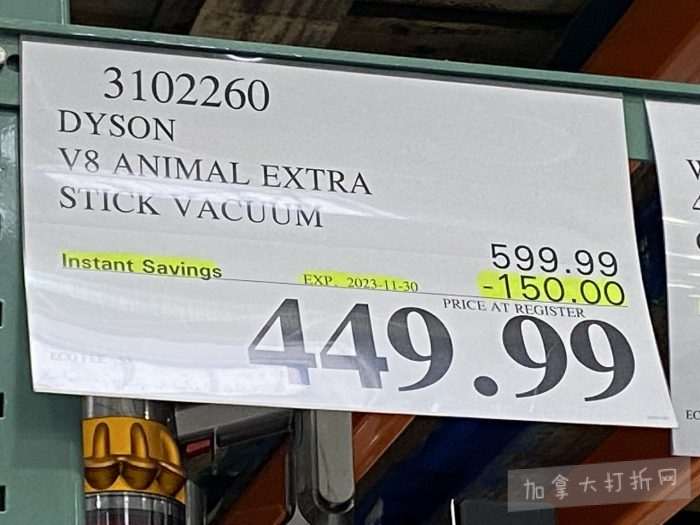 3102260
DYSON
V8 ANIMAL EXTRA
STICK VACUUM
599.99
Instant Savings EXP. 2023-11-30 -150.00
PRICE AT REGISTER
449.99
加拿大打折网